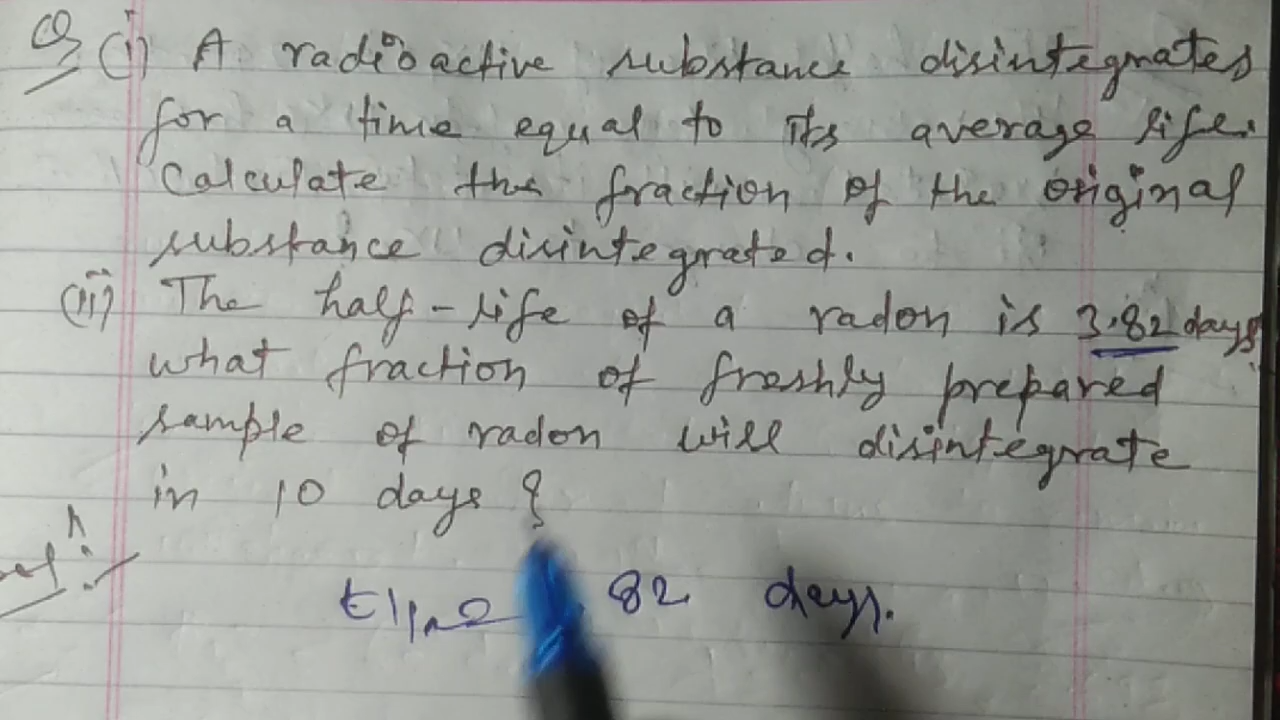 Q (i) A radioactive substance disintegrates
for a time equal to its average life.
Calculate the fraction of the original
substance disintegrated.
(ii) The half-life of a radon is 3.82 days
what fraction of freshly prepared
sample of radon will disintegrate
in 10 days ?
82 days.